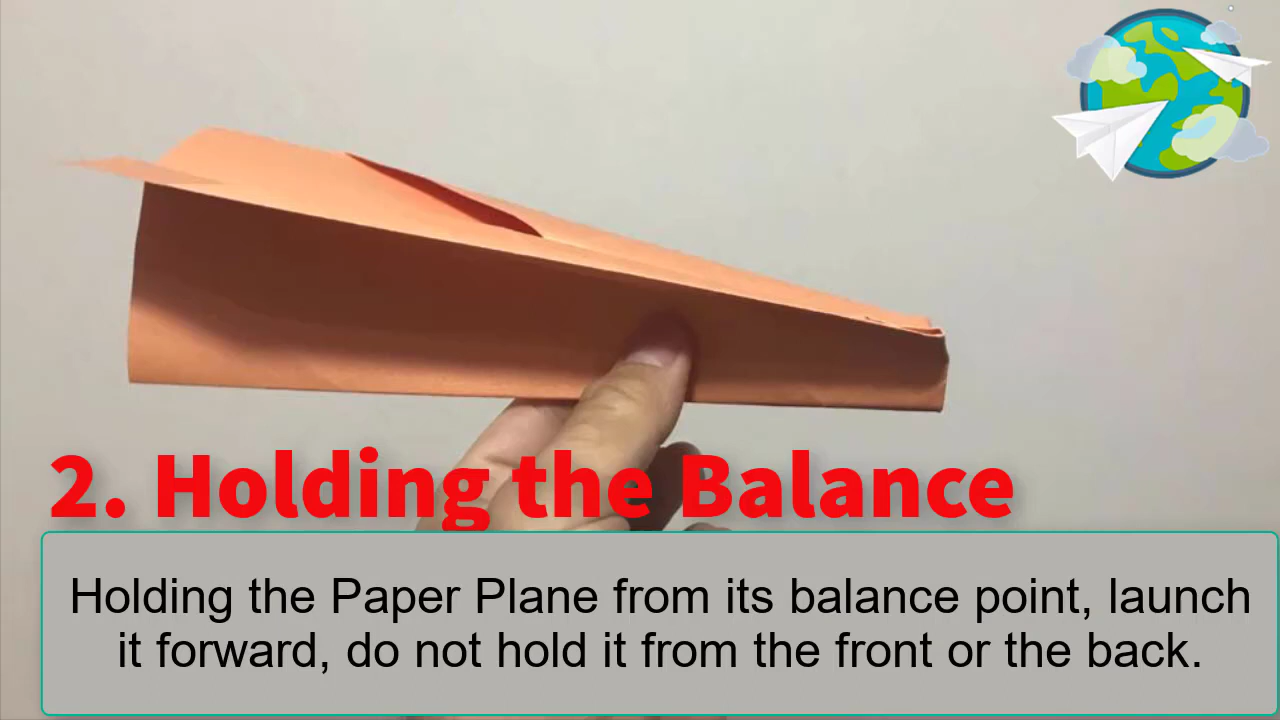 2. Holding the Balance
Holding the Paper Plane from its balance point, launch
it forward, do not hold it from the front or the back.